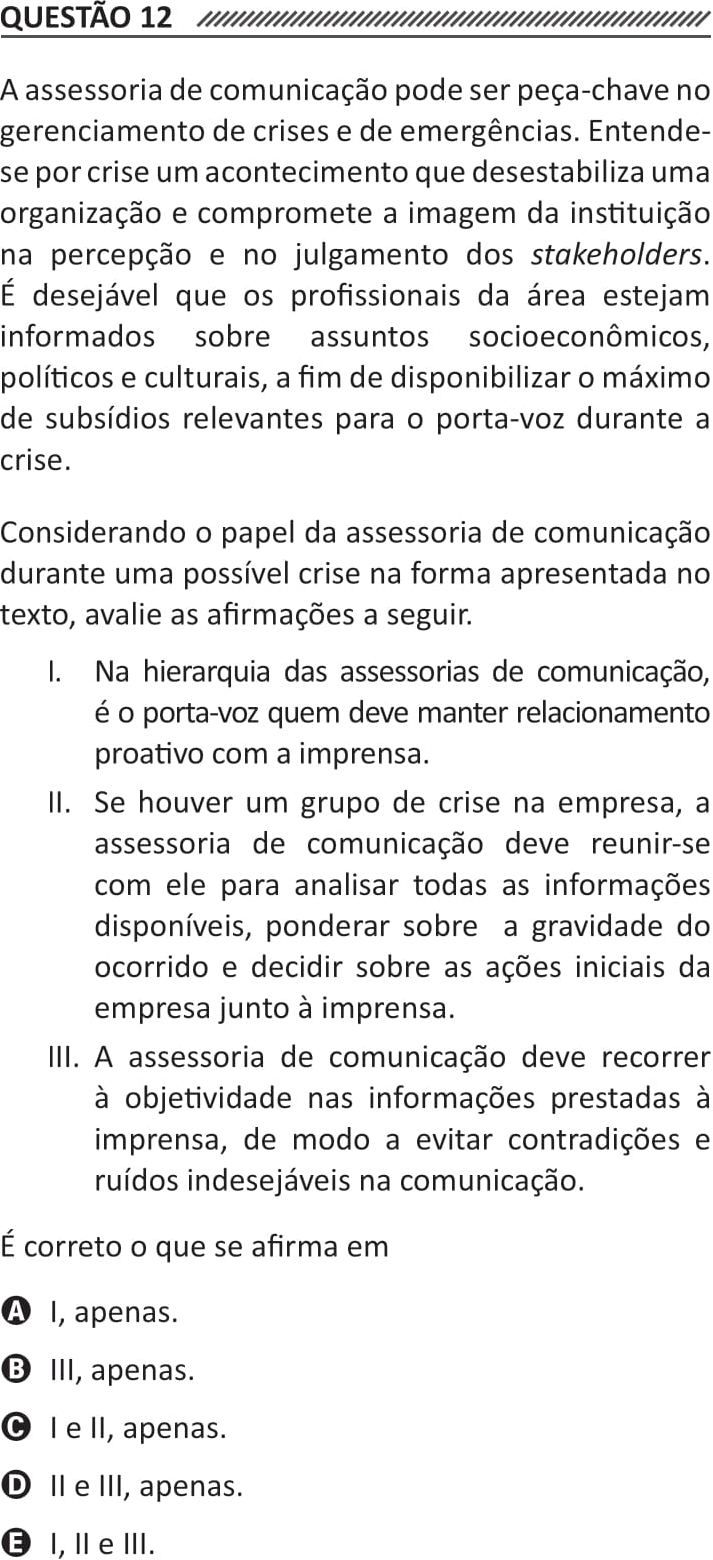 QUESTÃO 12
A assessoria de comunicação pode ser peça-chave no
gerenciamento de crises e de emergências. Entende-
se por crise um acontecimento que desestabiliza uma
organização e compromete a imagem da instituição
na percepção e no julgamento dos stakeholders.
É desejável que os profissionais da área estejam
informados sobre assuntos socioeconômicos,
políticos e culturais, a fim de disponibilizar o máximo
de subsídios relevantes para o porta-voz durante a
crise.
Considerando o papel da assessoria de comunicação
durante uma possível crise na forma apresentada no
texto, avalie as afirmações a seguir.
I. Na hierarquia das assessorias de comunicação,
é o porta-voz quem deve manter relacionamento
proativo com a imprensa.
II. Se houver um grupo de crise na empresa, a
assessoria de comunicação deve reunir-se
com ele para analisar todas as informações
disponíveis, ponderar sobre a gravidade do
ocorrido e decidir sobre as ações iniciais da
empresa junto à imprensa.
III. A assessoria de comunicação deve recorrer
à objetividade nas informações prestadas à
imprensa, de modo a evitar contradições e
ruídos indesejáveis na comunicação.
É correto o que se afirma em
A I, apenas.
B III, apenas.
C I e II, apenas.
D II e III, apenas.
E I, II e III.